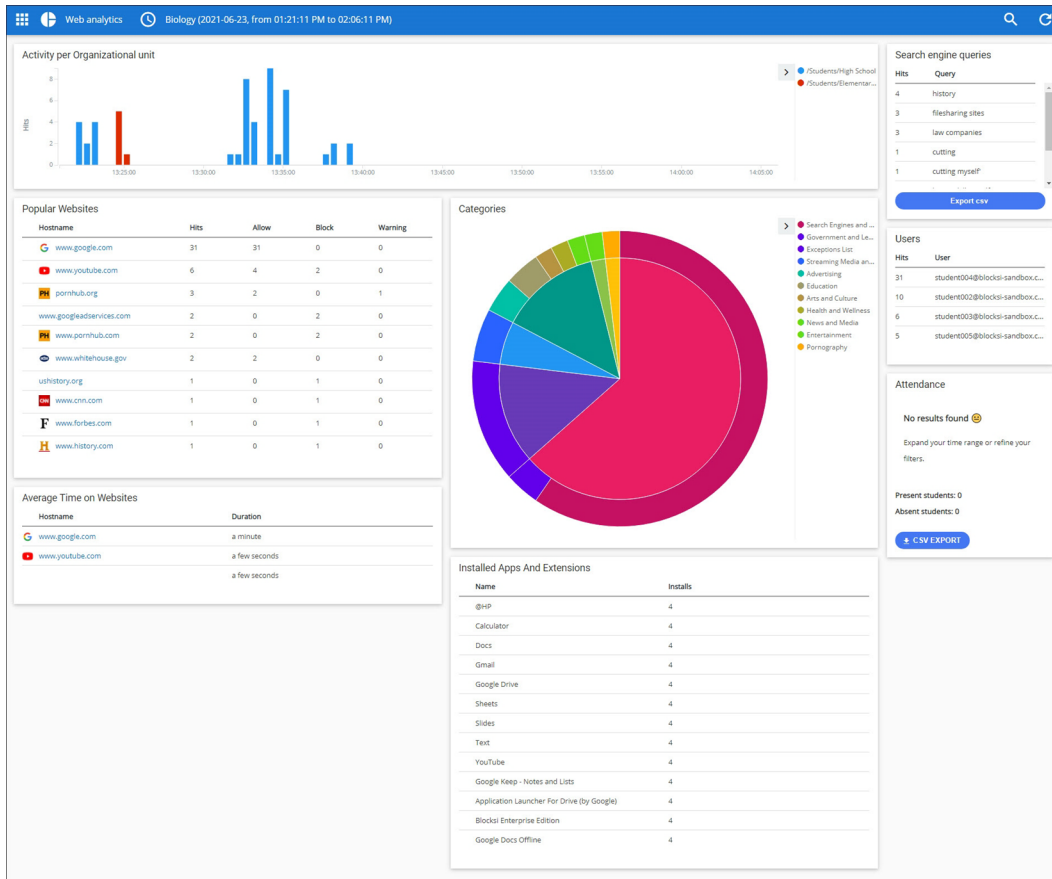 Web analytics Biology (2021-06-23, from 01:21:11 PM to 02:06:11 PM)
Activity per Organizational unit
Hits
8
6
4
2
0
13:25:00 13:30:00 13:35:00 13:40:00 13:45:00 13:50:00 13:55:00 14:00:00 14:05:00
/Students/High School
/Students/Elementar...
Search engine queries
Hits Query
4 history
3 filesharing sites
3 law companies
1 cutting
1 cutting myself'
Export csv
Popular Websites
Hostname Hits Allow Block Warning
www.google.com 31 31 0 0
www.youtube.com 6 4 2 0
PH pornhub.org 3 2 0 1
www.googleadservices.com 2 0 2 0
PH www.pornhub.com 2 0 2 0
www.whitehouse.gov 2 2 0 0
ushistory.org 1 0 1 0
CNN www.cnn.com 1 0 1 0
F www.forbes.com 1 0 1 0
H www.history.com 1 0 1 0
Categories
Search Engines and ...
Government and Le...
Exceptions List
Streaming Media an...
Advertising
Education
Arts and Culture
Health and Wellness
News and Media
Entertainment
Pornography
Users
Hits User
31 student004@blocksi-sandbox.c...
10 student002@blocksi-sandbox.c...
6 student003@blocksi-sandbox.c...
5 student005@blocksi-sandbox.c...
Attendance
No results found
Expand your time range or refine your
filters.
Present students: 0
Absent students: 0
CSV EXPORT
Average Time on Websites
Hostname Duration
www.google.com a minute
www.youtube.com a few seconds
a few seconds
Installed Apps And Extensions
Name Installs
@HP 4
Calculator 4
Docs 4
Gmail 4
Google Drive 4
Sheets 4
Slides 4
Text 4
YouTube 4
Google Keep - Notes and Lists 4
Application Launcher For Drive (by Google) 4
Blocksi Enterprise Edition 4
Google Docs Offline 4